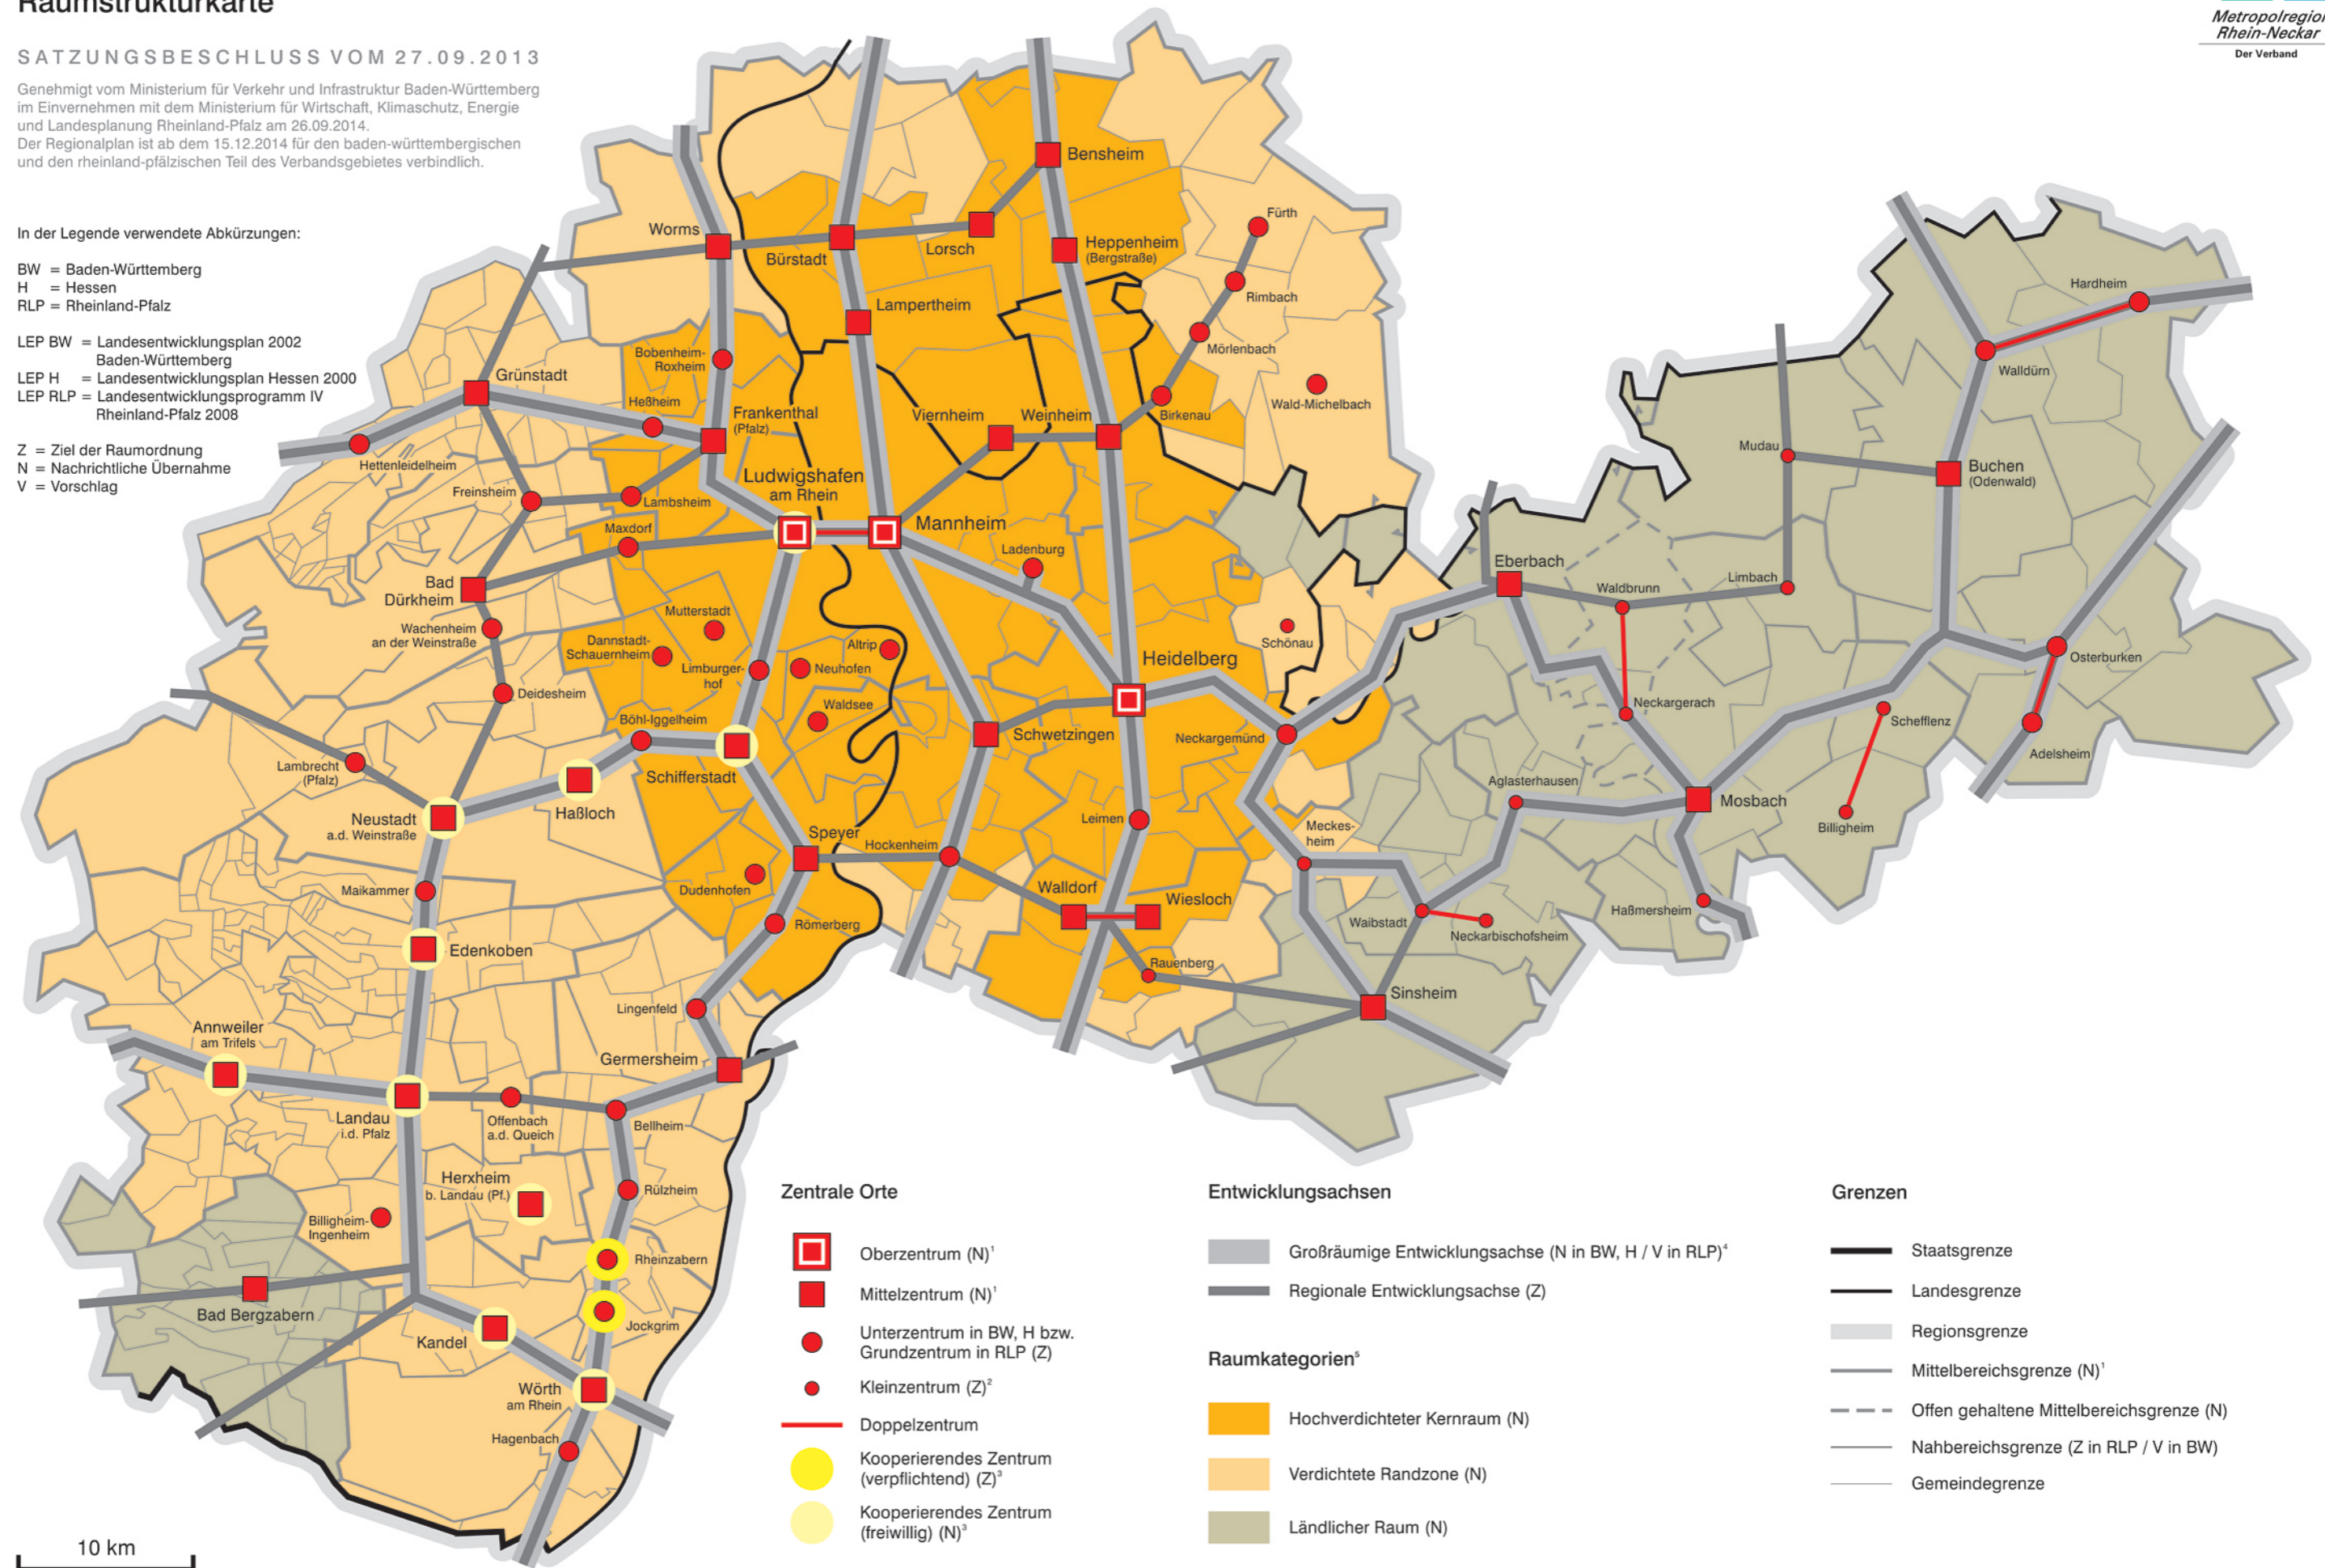 Raumstrukturkarte
SATZUNGSBESCHLUSS VOM 27.09.2013
Genehmigt vom Ministerium für Verkehr und Infrastruktur Baden-Württemberg
im Einvernehmen mit dem Ministerium für Wirtschaft, Klimaschutz, Energie
und Landesplanung Rheinland-Pfalz am 26.09.2014.
Der Regionalplan ist ab dem 15.12.2014 für den baden-württembergischen
und den rheinland-pfälzischen Teil des Verbandsgebietes verbindlich.
Metropolregion
Rhein-Neckar
Der Verband
In der Legende verwendete Abkürzungen:
BW = Baden-Württemberg
H = Hessen
RLP = Rheinland-Pfalz
LEP BW = Landesentwicklungsplan 2002
Baden-Württemberg
LEP H = Landesentwicklungsplan Hessen 2000
LEP RLP = Landesentwicklungsprogramm IV
Rheinland-Pfalz 2008
Z = Ziel der Raumordnung
N = Nachrichtliche Übernahme
V = Vorschlag
Bensheim
Fürth
Worms
Bürstadt
Lorsch
Heppenheim
(Bergstraße)
Rimbach
Hardheim
Lampertheim
Mörlenbach
Bobenheim-
Roxheim
Grünstadt
Walldürn
Heßheim
Frankenthal
(Pfalz)
Viernheim
Weinheim
Birkenau
Wald-Michelbach
Hettenleidelheim
Mudau
Buchen
(Odenwald)
Ludwigshafen
am Rhein
Freinsheim
Lambsheim
Maxdorf
Mannheim
Ladenburg
Eberbach
Waldbrunn
Limbach
Bad
Dürkheim
Mutterstadt
Wachenheim
an der Weinstraße
Dannstadt-
Schauernheim
Limburger-
hof
Neuhofen
Altrip
Schönau
Heidelberg
Osterburken
Deidesheim
Waldsee
Neckargerach
Schefflenz
Böhl-Iggelheim
Schwetzingen
Neckargemünd
Adelsheim
Lambrecht
(Pfalz)
Schifferstadt
Aglasterhausen
Mosbach
Haßloch
Neustadt
a.d. Weinstraße
Leimen
Meckes-
heim
Billigheim
Speyer
Hockenheim
Maikammer
Dudenhofen
Walldorf
Wiesloch
Haßmersheim
Römerberg
Waibstadt
Neckarbischofsheim
Edenkoben
Rauenberg
Sinsheim
Lingenfeld
Annweiler
am Trifels
Germersheim
Landau
i.d. Pfalz
Offenbach
a.d. Queich
Bellheim
Herxheim
b. Landau (Pf.)
Rülzheim
Billigheim-
Ingenheim
Rheinzabern
Bad Bergzabern
Jockgrim
Kandel
Wörth
am Rhein
Hagenbach
10 km
Zentrale Orte
Oberzentrum (N)¹
Mittelzentrum (N)¹
Unterzentrum in BW, H bzw.
Grundzentrum in RLP (Z)
Kleinzentrum (Z)²
Doppelzentrum
Kooperierendes Zentrum
(verpflichtend) (Z)³
Kooperierendes Zentrum
(freiwillig) (N)³
Entwicklungsachsen
Großräumige Entwicklungsachse (N in BW, H / V in RLP)⁴
Regionale Entwicklungsachse (Z)
Raumkategorien⁵
Hochverdichteter Kernraum (N)
Verdichtete Randzone (N)
Ländlicher Raum (N)
Grenzen
Staatsgrenze
Landesgrenze
Regionsgrenze
Mittelbereichsgrenze (N)¹
Offen gehaltene Mittelbereichsgrenze (N)
Nahbereichsgrenze (Z in RLP / V in BW)
Gemeindegrenze